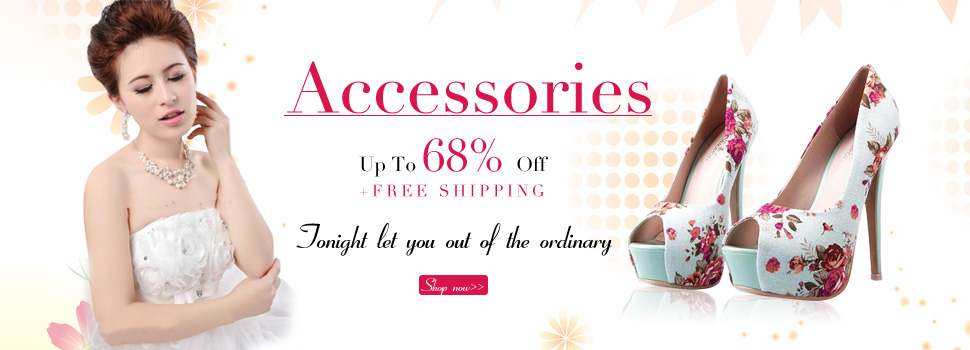 Accessories
Up To 68% Off
+FREE SHIPPING
Tonight let you out of the ordinary
Shop now>>